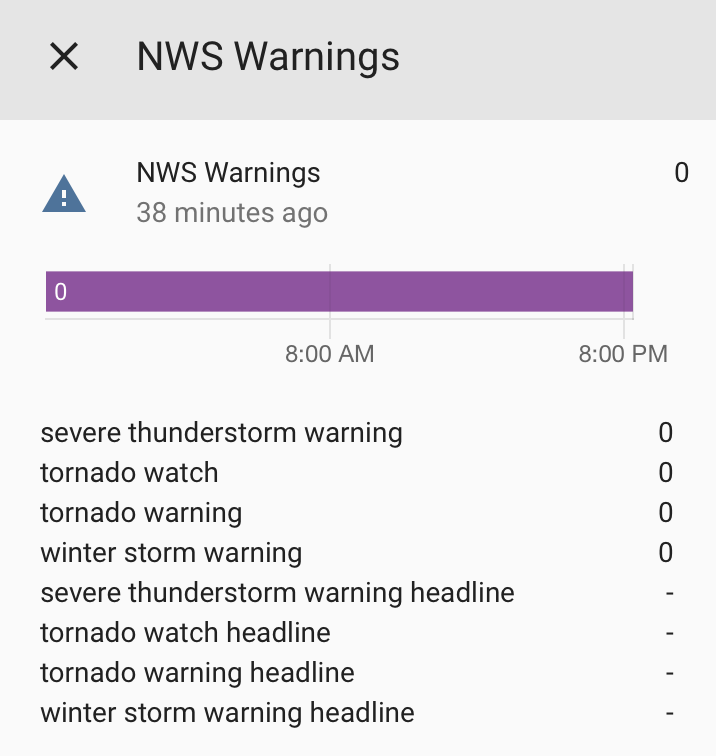 NWS Warnings
NWS Warnings 0
38 minutes ago
0
8:00 AM 8:00 PM
severe thunderstorm warning 0
tornado watch 0
tornado warning 0
winter storm warning 0
severe thunderstorm warning headline -
tornado watch headline -
tornado warning headline -
winter storm warning headline -